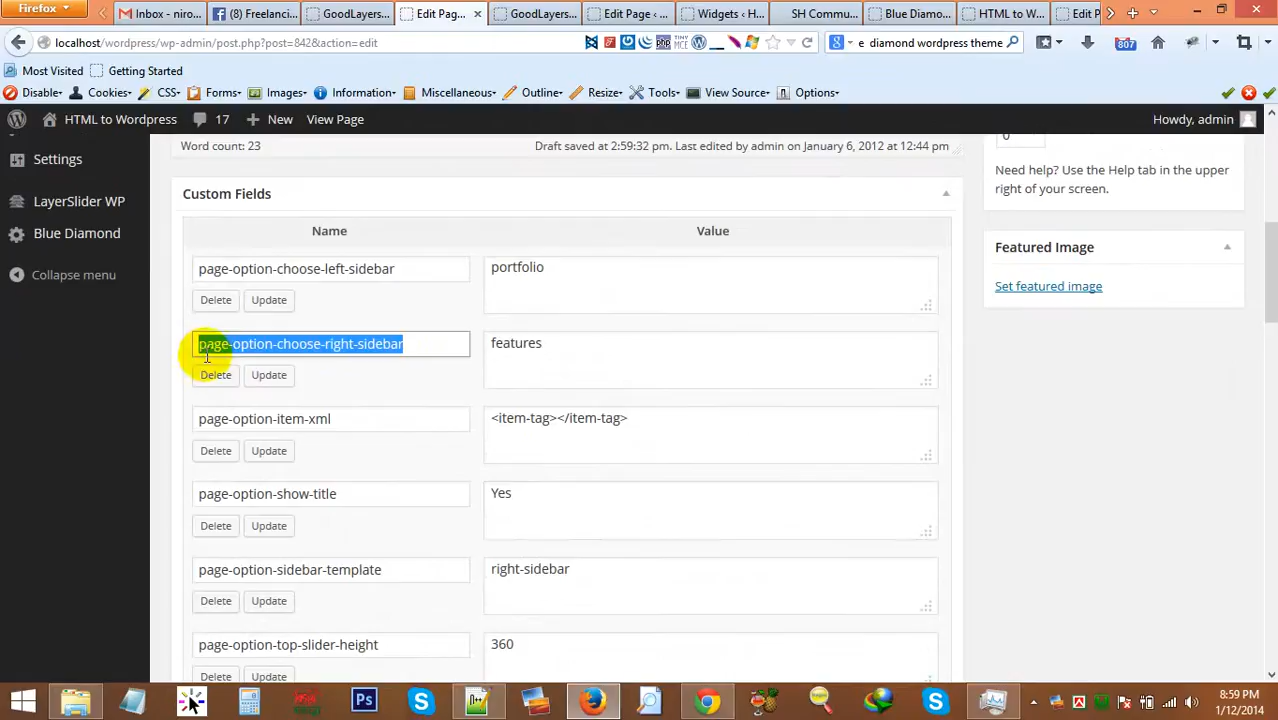 Firefox
Inbox - niro...
(8) Freelanci...
GoodLayers...
Edit Pag...
GoodLayers...
Edit Page ‹ ...
Widgets ‹ H...
SH Commu...
Blue Diamo...
HTML to W...
Edit P
localhost/wordpress/wp-admin/post.php?post=842&action=edit
e diamond wordpress theme
807
Most Visited
Getting Started
Disable
Cookies
CSS
Forms
Images
Information
Miscellaneous
Outline
Resize
Tools
View Source
Options
HTML to Wordpress
17
New
View Page
Howdy, admin
Settings
LayerSlider WP
Blue Diamond
Collapse menu
Word count: 23
Draft saved at 2:59:32 pm. Last edited by admin on January 6, 2012 at 12:44 pm
Custom Fields
Name
Value
page-option-choose-left-sidebar
portfolio
Delete
Update
page-option-choose-right-sidebar
features
Delete
Update
page-option-item-xml
<item-tag></item-tag>
Delete
Update
page-option-show-title
Yes
Delete
Update
page-option-sidebar-template
right-sidebar
Delete
Update
page-option-top-slider-height
360
Delete
Update
0
Need help? Use the Help tab in the upper
right of your screen.
Featured Image
Set featured image
Ps
8:59 PM
1/12/2014